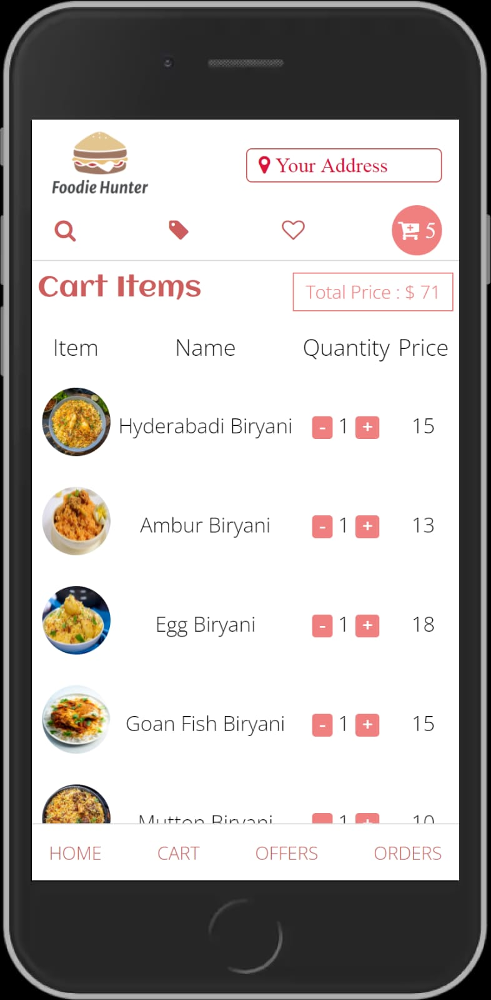 Foodie Hunter
Your Address
5
Cart Items
Total Price : $ 71
Item Name Quantity Price
Hyderabadi Biryani - 1 + 15
Ambur Biryani - 1 + 13
Egg Biryani - 1 + 18
Goan Fish Biryani - 1 + 15
Mutton Biryani - 1 + 10
HOME CART OFFERS ORDERS